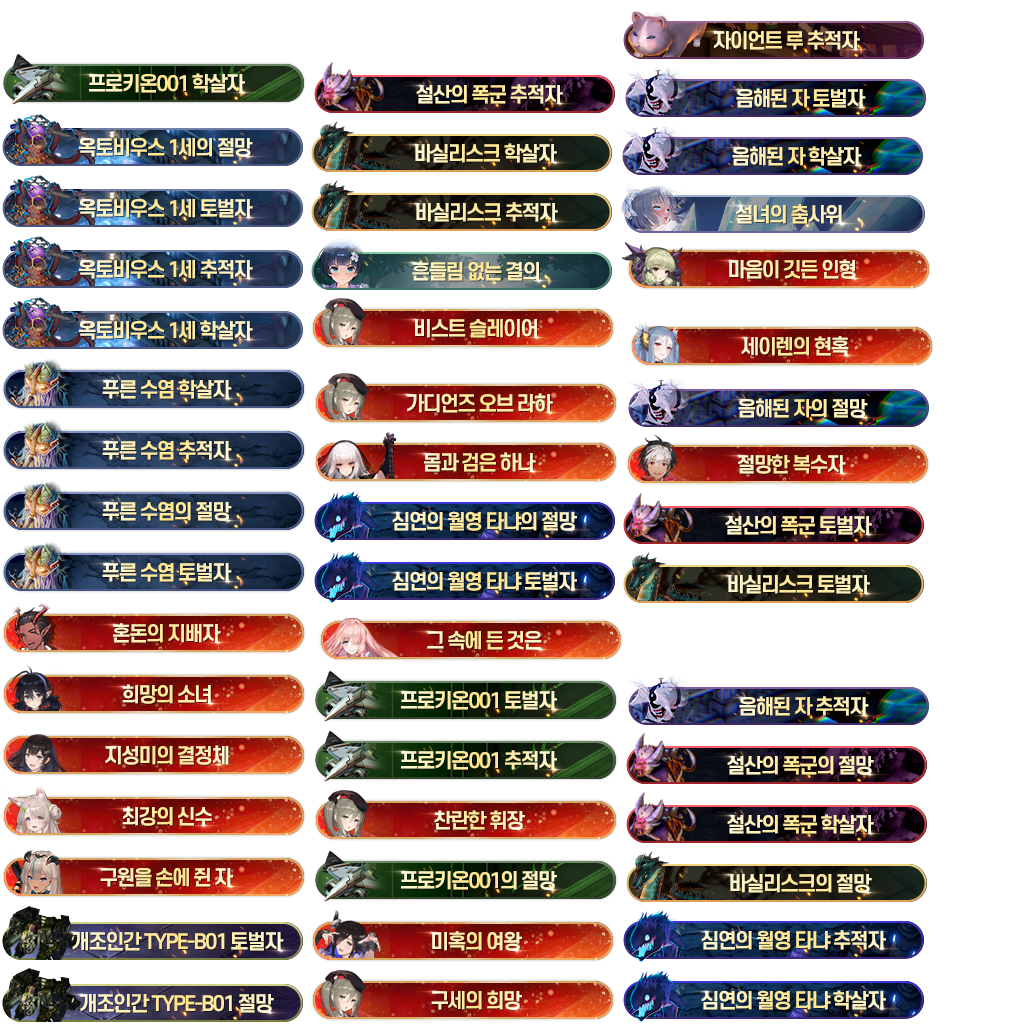 프로키온001 학살자
옥토비우스 1세의 절망
옥토비우스 1세 토벌자
옥토비우스 1세 추적자
옥토비우스 1세 학살자
푸른 수염 학살자
푸른 수염 추적자
푸른 수염의 절망
푸른 수염 토벌자
혼돈의 지배자
희망의 소녀
지성미의 결정체
최강의 신수
구원을 손에 쥔 자
개조인간 TYPE-B01 토벌자
개조인간 TYPE-B01 절망
설산의 폭군 추적자
바실리스크 학살자
바실리스크 추적자
흔들림 없는 결의
비스트 슬레이어
가디언즈 오브 라하
몸과 검은 하나
심연의 월영 타나의 절망
심연의 월영 타나 토벌자
그 속에 든 것은
프로키온001 토벌자
프로키온001 추적자
찬란한 휘장
프로키온001의 절망
미혹의 여왕
구세의 희망
자이언트 루 추적자
음해된 자 토벌자
음해된 자 학살자
설녀의 춤사위
마음이 깃든 인형
세이렌의 현혹
음해된 자의 절망
절망한 복수자
설산의 폭군 토벌자
바실리스크 토벌자
음해된 자 추적자
설산의 폭군의 절망
설산의 폭군 학살자
바실리스크의 절망
심연의 월영 타나 추적자
심연의 월영 타나 학살자